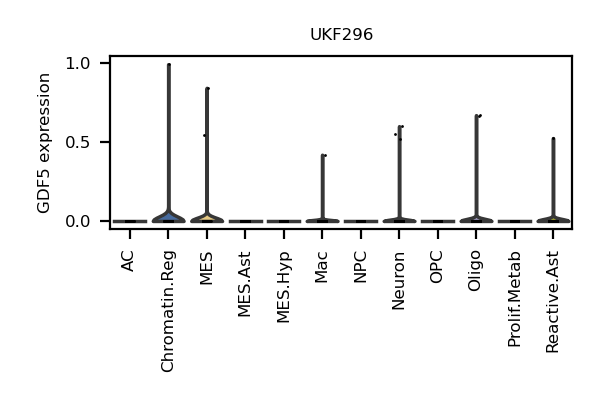 UKF296
GDF5 expression
1.0
0.5
0.0
AC
Chromatin.Reg
MES
MES.Ast
MES.Hyp
Mac
NPC
Neuron
OPC
Oligo
Prolif.Metab
Reactive.Ast